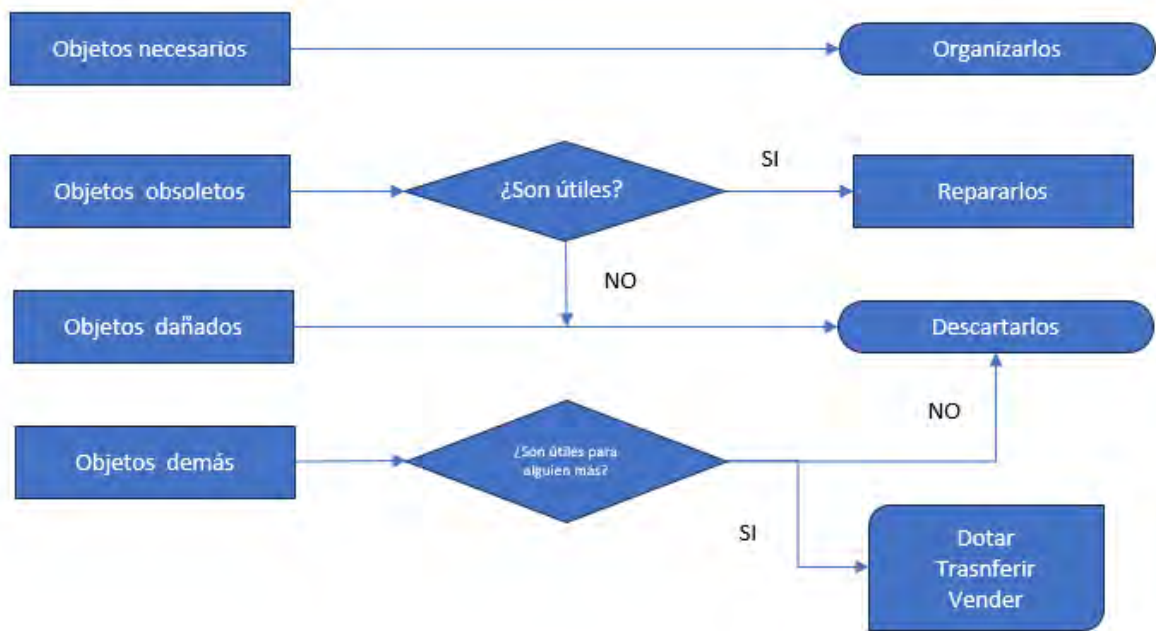 Objetos necesarios
Organizarlos
Objetos obsoletos
¿Son útiles?
SI
Repararlos
NO
Objetos dañados
Descartarlos
Objetos demás
¿Son útiles para
alguien más?
NO
SI
Dotar
Trasnferir
Vender